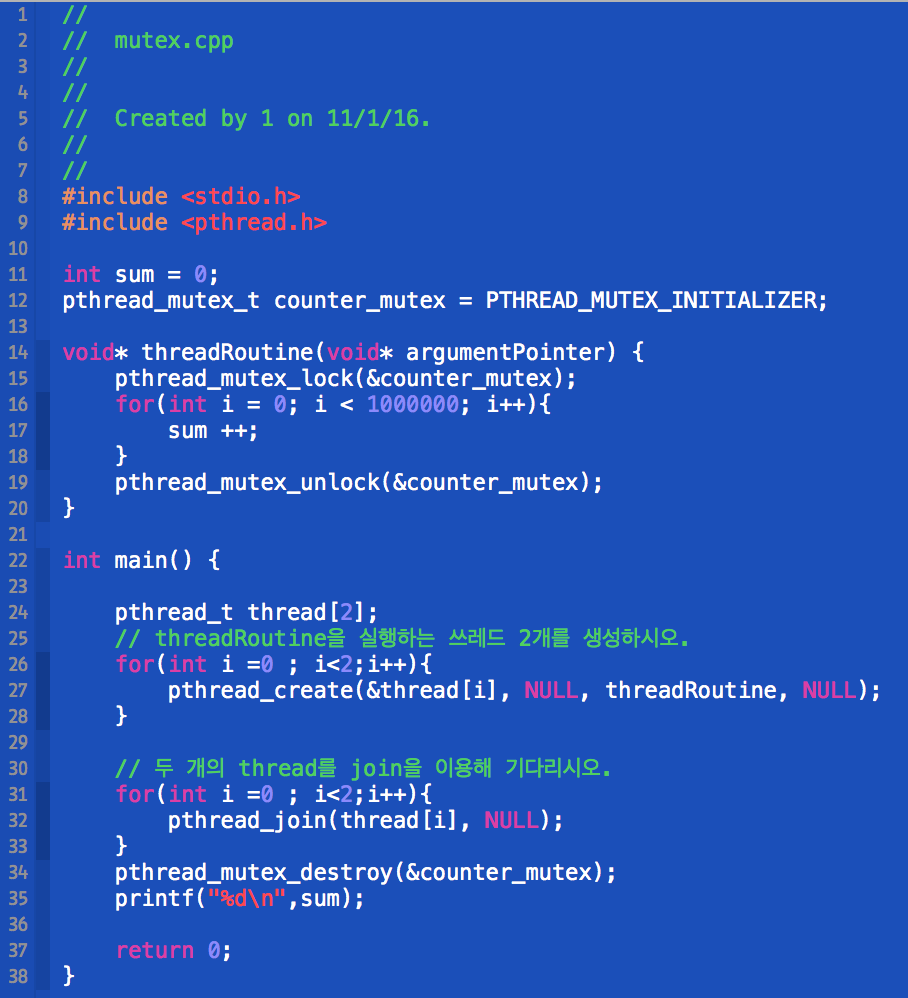 1 //
2 //  mutex.cpp
3 //
4 //
5 //  Created by 1 on 11/1/16.
6 //
7 //
8 #include <stdio.h>
9 #include <pthread.h>
10
11 int sum = 0;
12 pthread_mutex_t counter_mutex = PTHREAD_MUTEX_INITIALIZER;
13
14 void* threadRoutine(void* argumentPointer) {
15     pthread_mutex_lock(&counter_mutex);
16     for(int i = 0; i < 1000000; i++){
17         sum ++;
18     }
19     pthread_mutex_unlock(&counter_mutex);
20 }
21
22 int main() {
23
24     pthread_t thread[2];
25     // threadRoutine을 실행하는 쓰레드 2개를 생성하시오.
26     for(int i =0 ; i<2;i++){
27         pthread_create(&thread[i], NULL, threadRoutine, NULL);
28     }
29
30     // 두 개의 thread를 join을 이용해 기다리시오.
31     for(int i =0 ; i<2;i++){
32         pthread_join(thread[i], NULL);
33     }
34     pthread_mutex_destroy(&counter_mutex);
35     printf("%d\n",sum);
36
37     return 0;
38 }